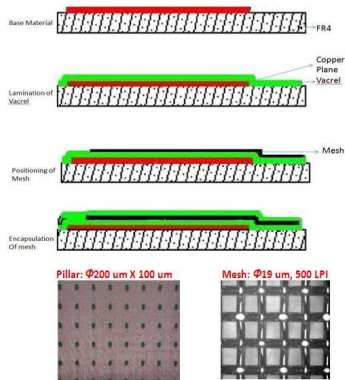 Base Material
FR4
Copper
Plane
Vacrel
Lamination of
Vacrel
Mesh
Positioning of
Mesh
Encapsulation
Of mesh
Pillar: Φ200 um X 100 um
Mesh: Φ19 um, 500 LPI